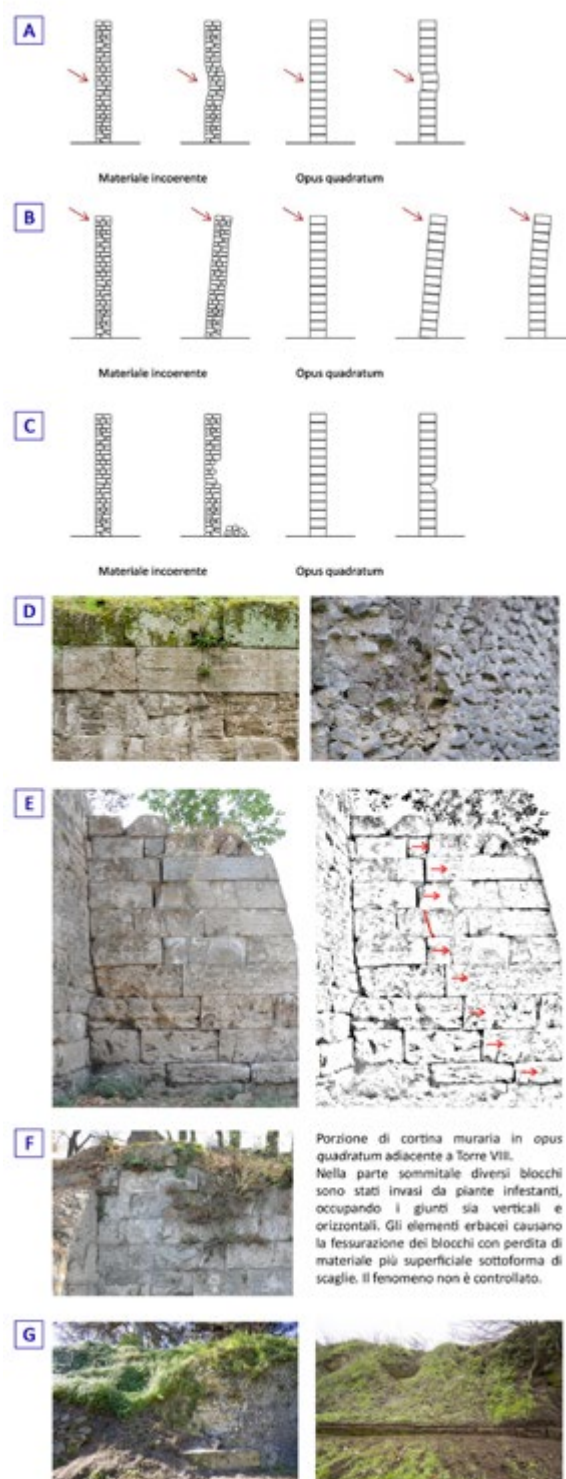 A
Materiale incoerente Opus quadratum
B
Materiale incoerente Opus quadratum
C
Materiale incoerente Opus quadratum
D
E
F
Porzione di cortina muraria in opus
quadratum adiacente a Torre VIII.
Nella parte sommitale diversi blocchi
sono stati invasi da piante infestanti,
occupando i giunti sia verticali e
orizzontali. Gli elementi erbacei causano
la fessurazione dei blocchi con perdita di
materiale più superficiale sottoforma di
scaglie. Il fenomeno non è controllato.
G